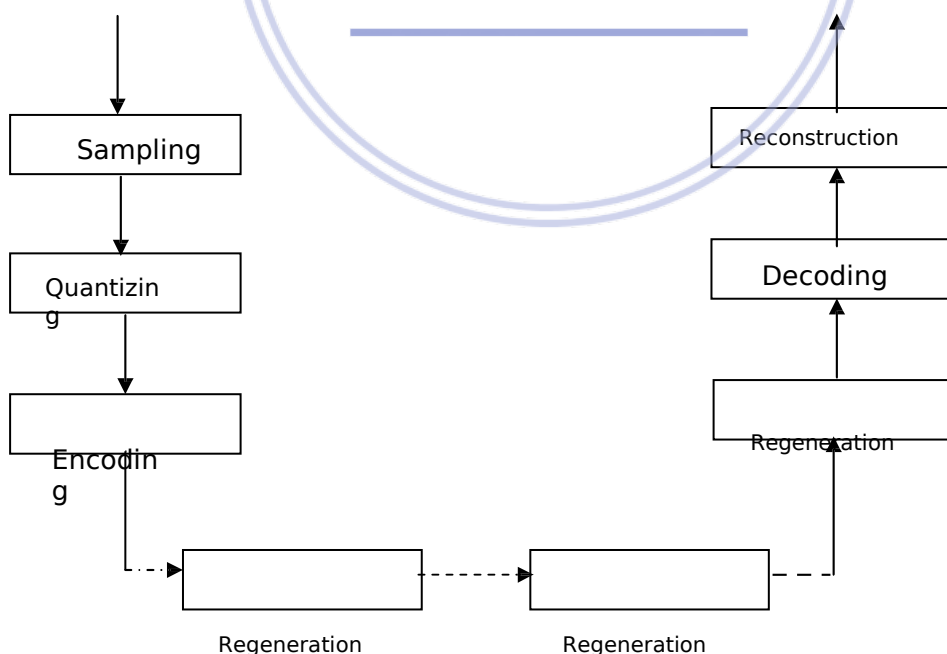 Sampling
Reconstruction
Quantizin
g
Decoding
Encodin
g
Regeneration
Regeneration
Regeneration